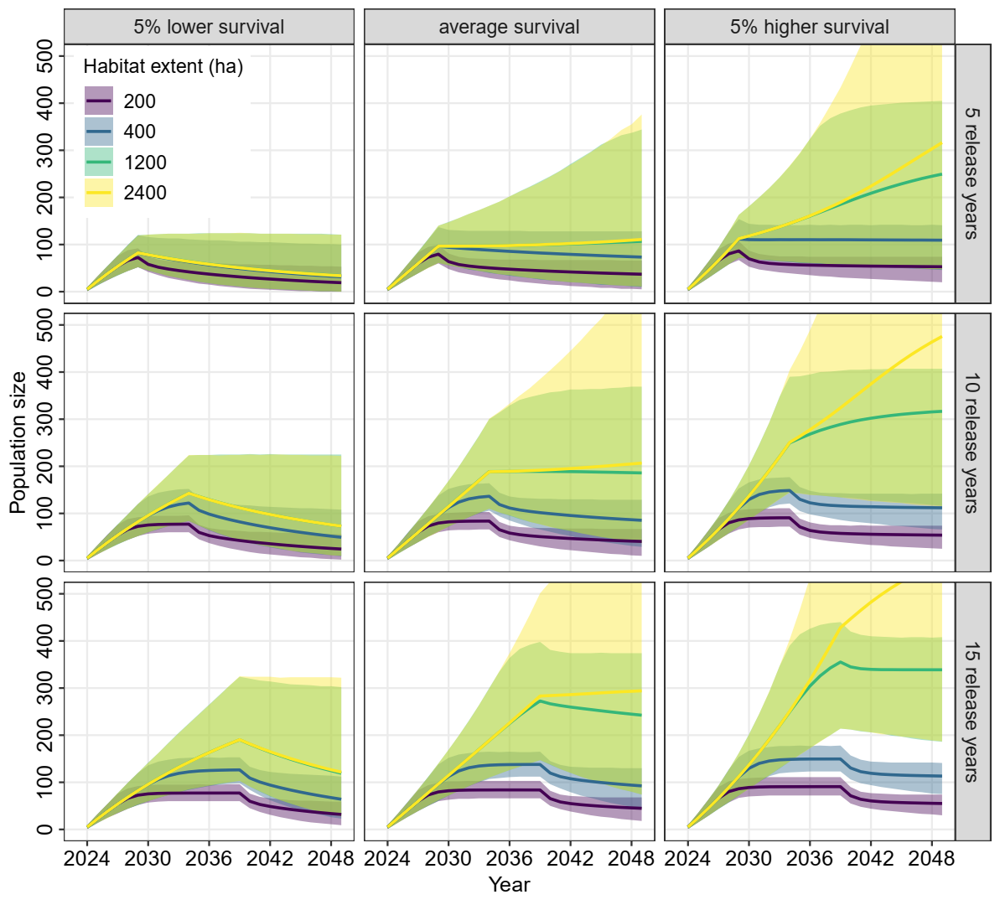 5% lower survival
average survival
5% higher survival
Habitat extent (ha)
200
400
1200
2400
500
400
300
200
100
0
5 release years
500
400
300
200
100
0
10 release years
Population size
500
400
300
200
100
0
15 release years
2024 2030 2036 2042 2048
2024 2030 2036 2042 2048
2024 2030 2036 2042 2048
Year